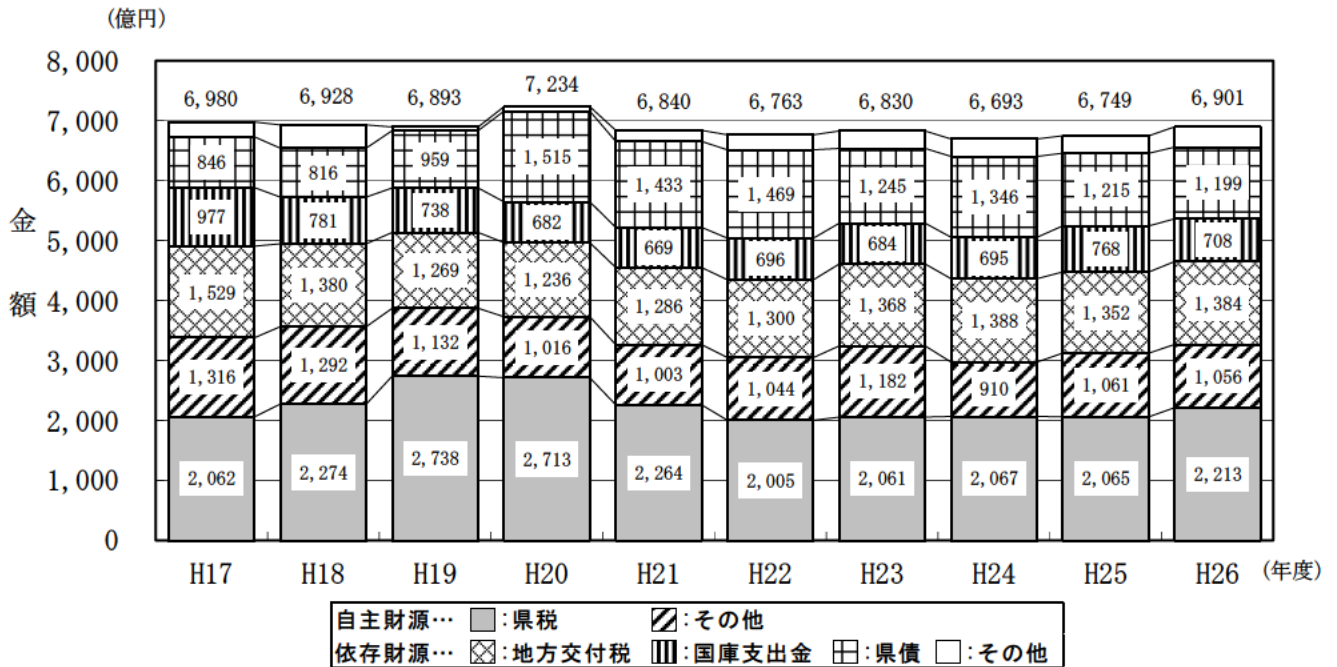 (億円)
8,000
7,000
6,000
5,000
4,000
3,000
2,000
1,000
0
金
額
6,980 6,928 6,893 7,234 6,840 6,763 6,830 6,693 6,749 6,901
846 816 959 1,515 1,433 1,469 1,245 1,346 1,215 1,199
977 781 738 682 669 696 684 695 768 708
1,529 1,380 1,269 1,236 1,286 1,300 1,368 1,388 1,352 1,384
1,316 1,292 1,132 1,016 1,003 1,044 1,182 910 1,061 1,056
2,062 2,274 2,738 2,713 2,264 2,005 2,061 2,067 2,065 2,213
H17 H18 H19 H20 H21 H22 H23 H24 H25 H26 (年度)
自主財源… :県税 :その他
依存財源… :地方交付税 :国庫支出金 :県債 :その他